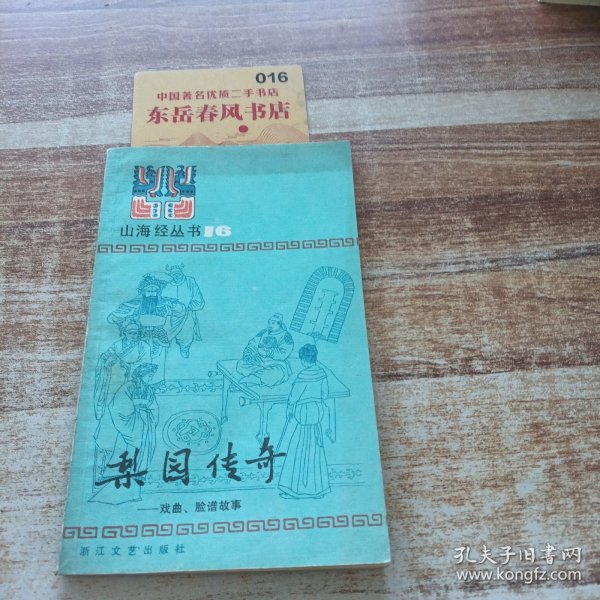 016
中国著名优质二手书店
东岳春风书店
山海经丛书16
梨园传奇
——戏曲、脸谱故事
浙江文艺出版社
孔夫子旧书网
www.kongfz.com